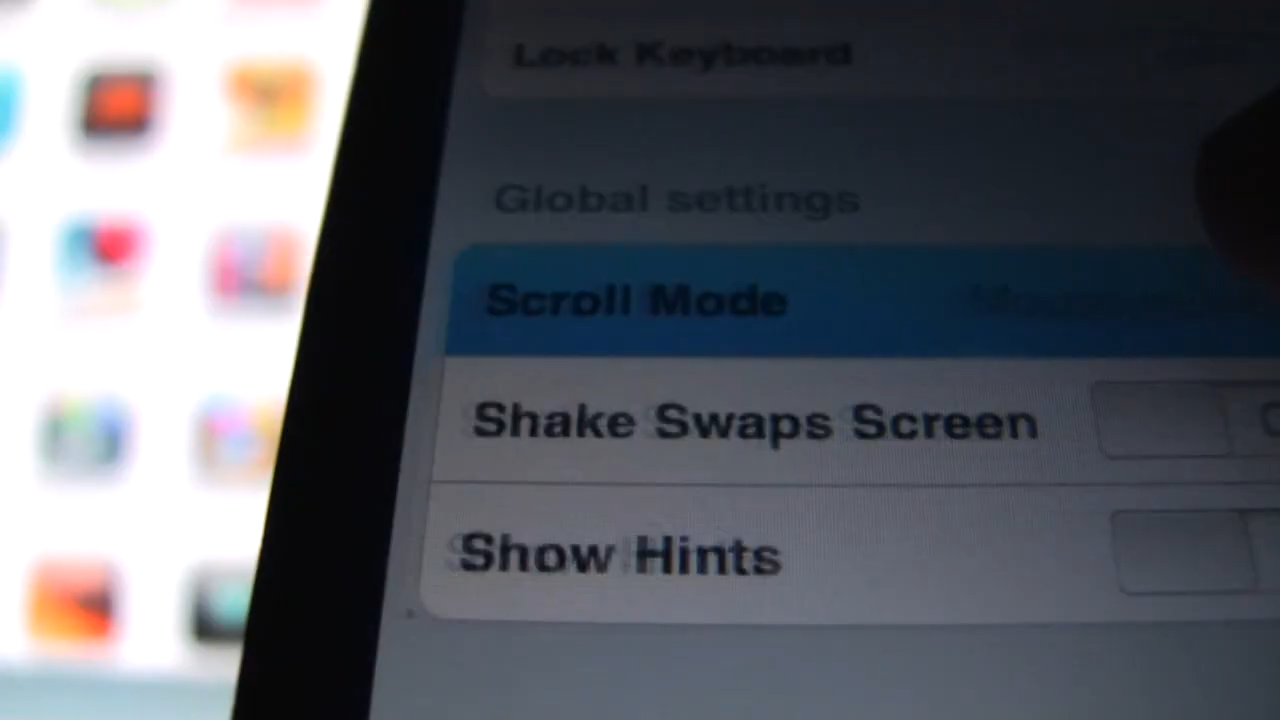 Lock Keyboard
Global settings
Scroll Mode
Shake Swaps Screen
Show Hints